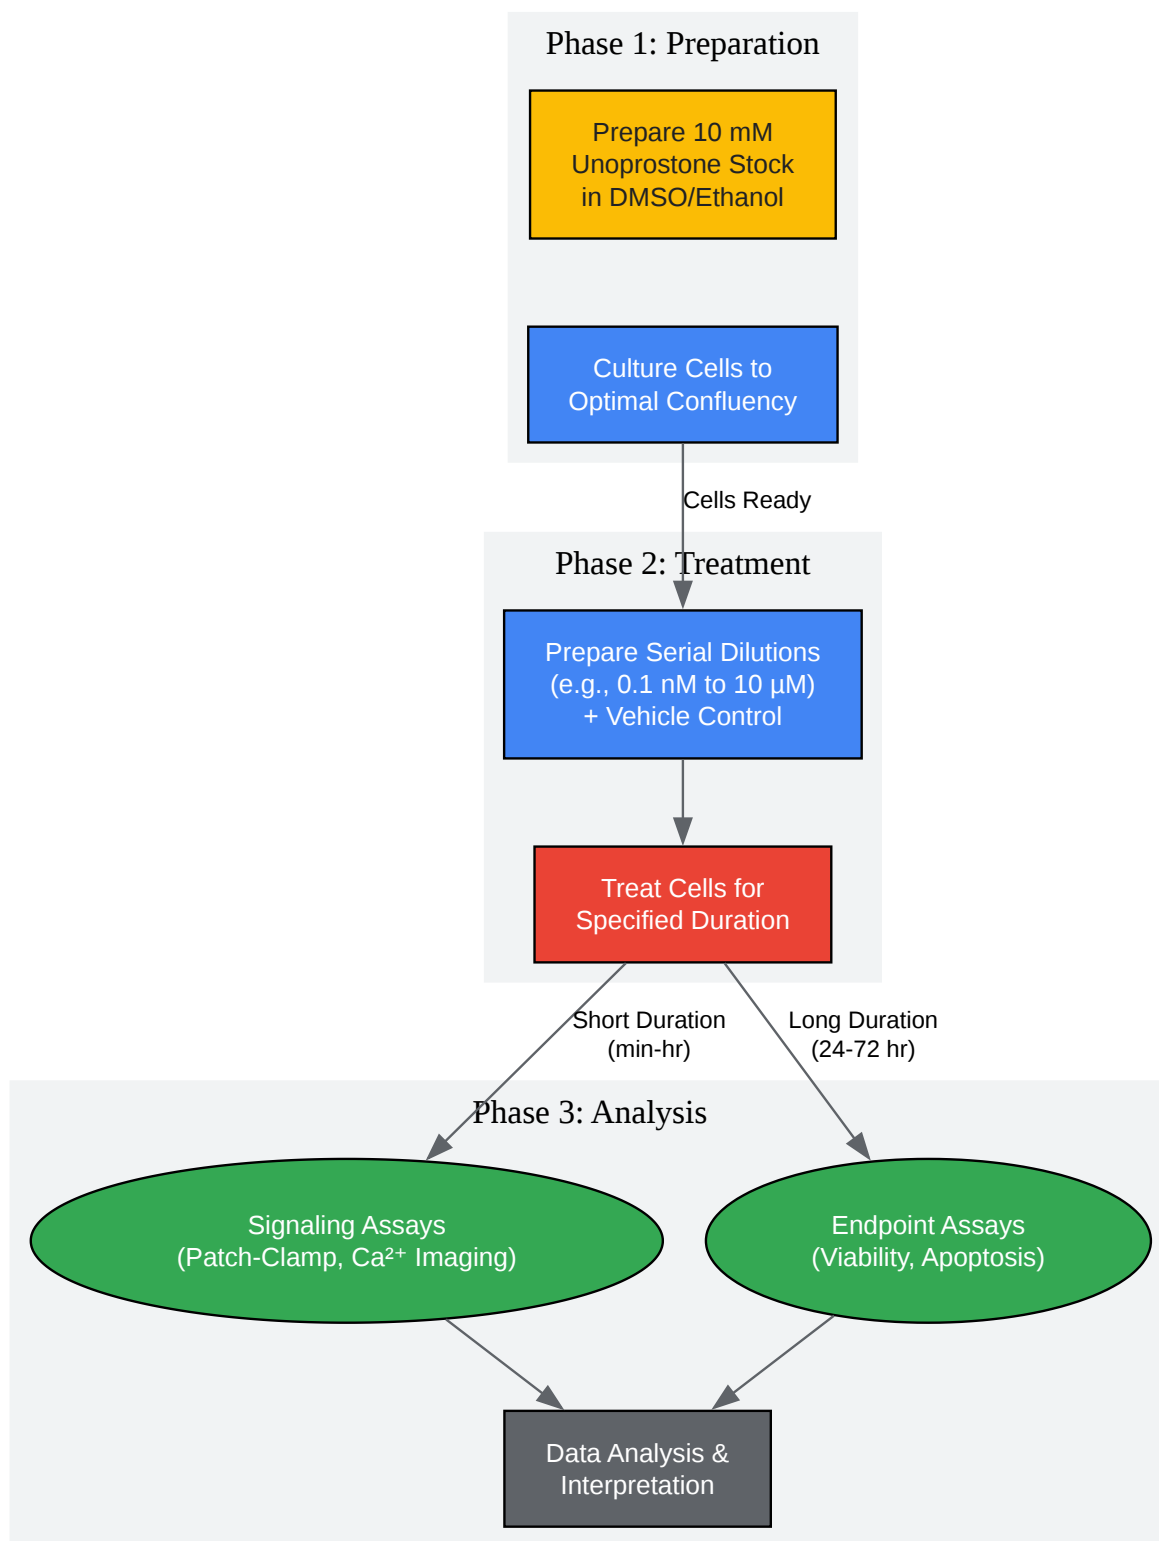 Phase 1: Preparation
Prepare 10 mM
Unoprostone Stock
in DMSO/Ethanol
Culture Cells to
Optimal Confluency
Cells Ready
Phase 2: Treatment
Prepare Serial Dilutions
(e.g., 0.1 nM to 10 µM)
+ Vehicle Control
Treat Cells for
Specified Duration
Short Duration
(min-hr)
Long Duration
(24-72 hr)
Phase 3: Analysis
Signaling Assays
(Patch-Clamp, Ca²⁺ Imaging)
Endpoint Assays
(Viability, Apoptosis)
Data Analysis &
Interpretation